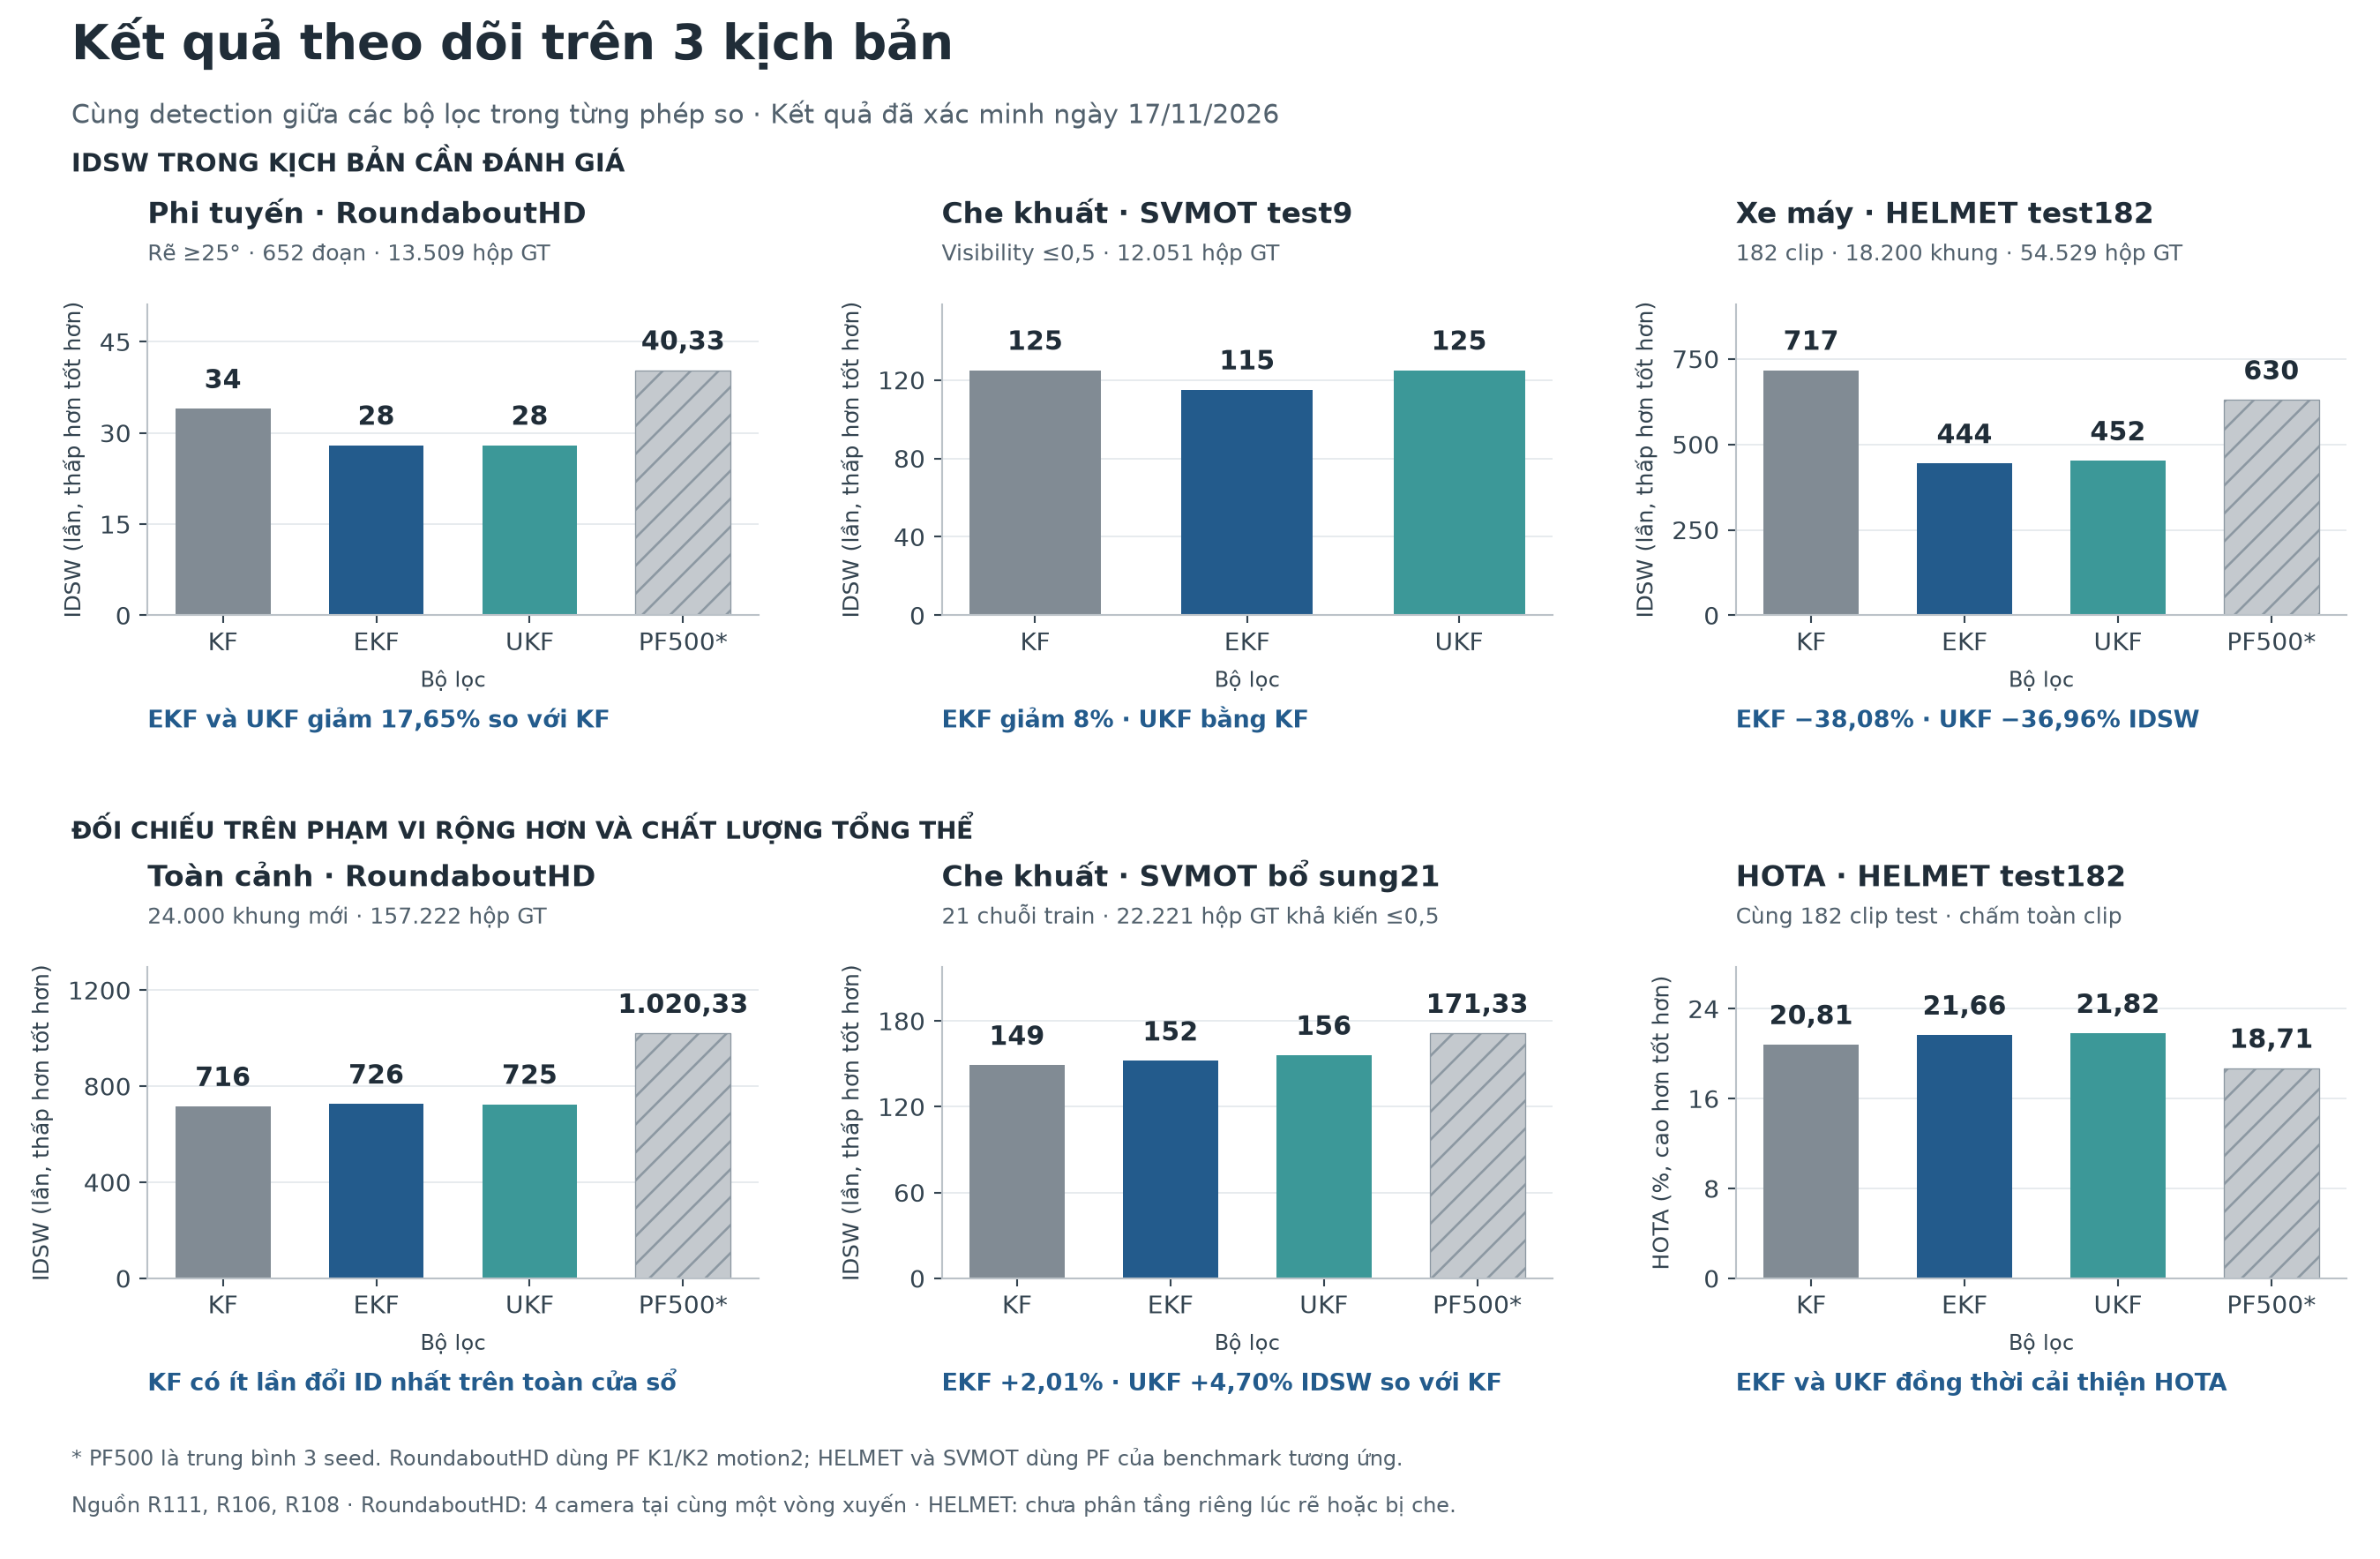 Kết quả theo dõi trên 3 kịch bản
Cùng detection giữa các bộ lọc trong từng phép so · Kết quả đã xác minh ngày 17/11/2026
IDSW TRONG KỊCH BẢN CẦN ĐÁNH GIÁ
Phi tuyến · RoundaboutHD
Rẽ ≥25° · 652 đoạn · 13.509 hộp GT
IDSW (lần, thấp hơn tốt hơn)
45
30
15
0
34
28
28
40,33
KF
EKF
UKF
PF500*
Bộ lọc
EKF và UKF giảm 17,65% so với KF
Che khuất · SVMOT test9
Visibility ≤0,5 · 12.051 hộp GT
IDSW (lần, thấp hơn tốt hơn)
120
80
40
0
125
115
125
KF
EKF
UKF
Bộ lọc
EKF giảm 8% · UKF bằng KF
Xe máy · HELMET test182
182 clip · 18.200 khung · 54.529 hộp GT
IDSW (lần, thấp hơn tốt hơn)
750
500
250
0
717
444
452
630
KF
EKF
UKF
PF500*
Bộ lọc
EKF −38,08% · UKF −36,96% IDSW
ĐỐI CHIẾU TRÊN PHẠM VI RỘNG HƠN VÀ CHẤT LƯỢNG TỔNG THỂ
Toàn cảnh · RoundaboutHD
24.000 khung mới · 157.222 hộp GT
IDSW (lần, thấp hơn tốt hơn)
1200
800
400
0
716
726
725
1.020,33
KF
EKF
UKF
PF500*
Bộ lọc
KF có ít lần đổi ID nhất trên toàn cửa sổ
Che khuất · SVMOT bổ sung21
21 chuỗi train · 22.221 hộp GT khả kiến ≤0,5
IDSW (lần, thấp hơn tốt hơn)
180
120
60
0
149
152
156
171,33
KF
EKF
UKF
PF500*
Bộ lọc
EKF +2,01% · UKF +4,70% IDSW so với KF
HOTA · HELMET test182
Cùng 182 clip test · chấm toàn clip
HOTA (%, cao hơn tốt hơn)
24
16
8
0
20,81
21,66
21,82
18,71
KF
EKF
UKF
PF500*
Bộ lọc
EKF và UKF đồng thời cải thiện HOTA
* PF500 là trung bình 3 seed. RoundaboutHD dùng PF K1/K2 motion2; HELMET và SVMOT dùng PF của benchmark tương ứng.
Nguồn R111, R106, R108 · RoundaboutHD: 4 camera tại cùng một vòng xuyến · HELMET: chưa phân tầng riêng lúc rẽ hoặc bị che.